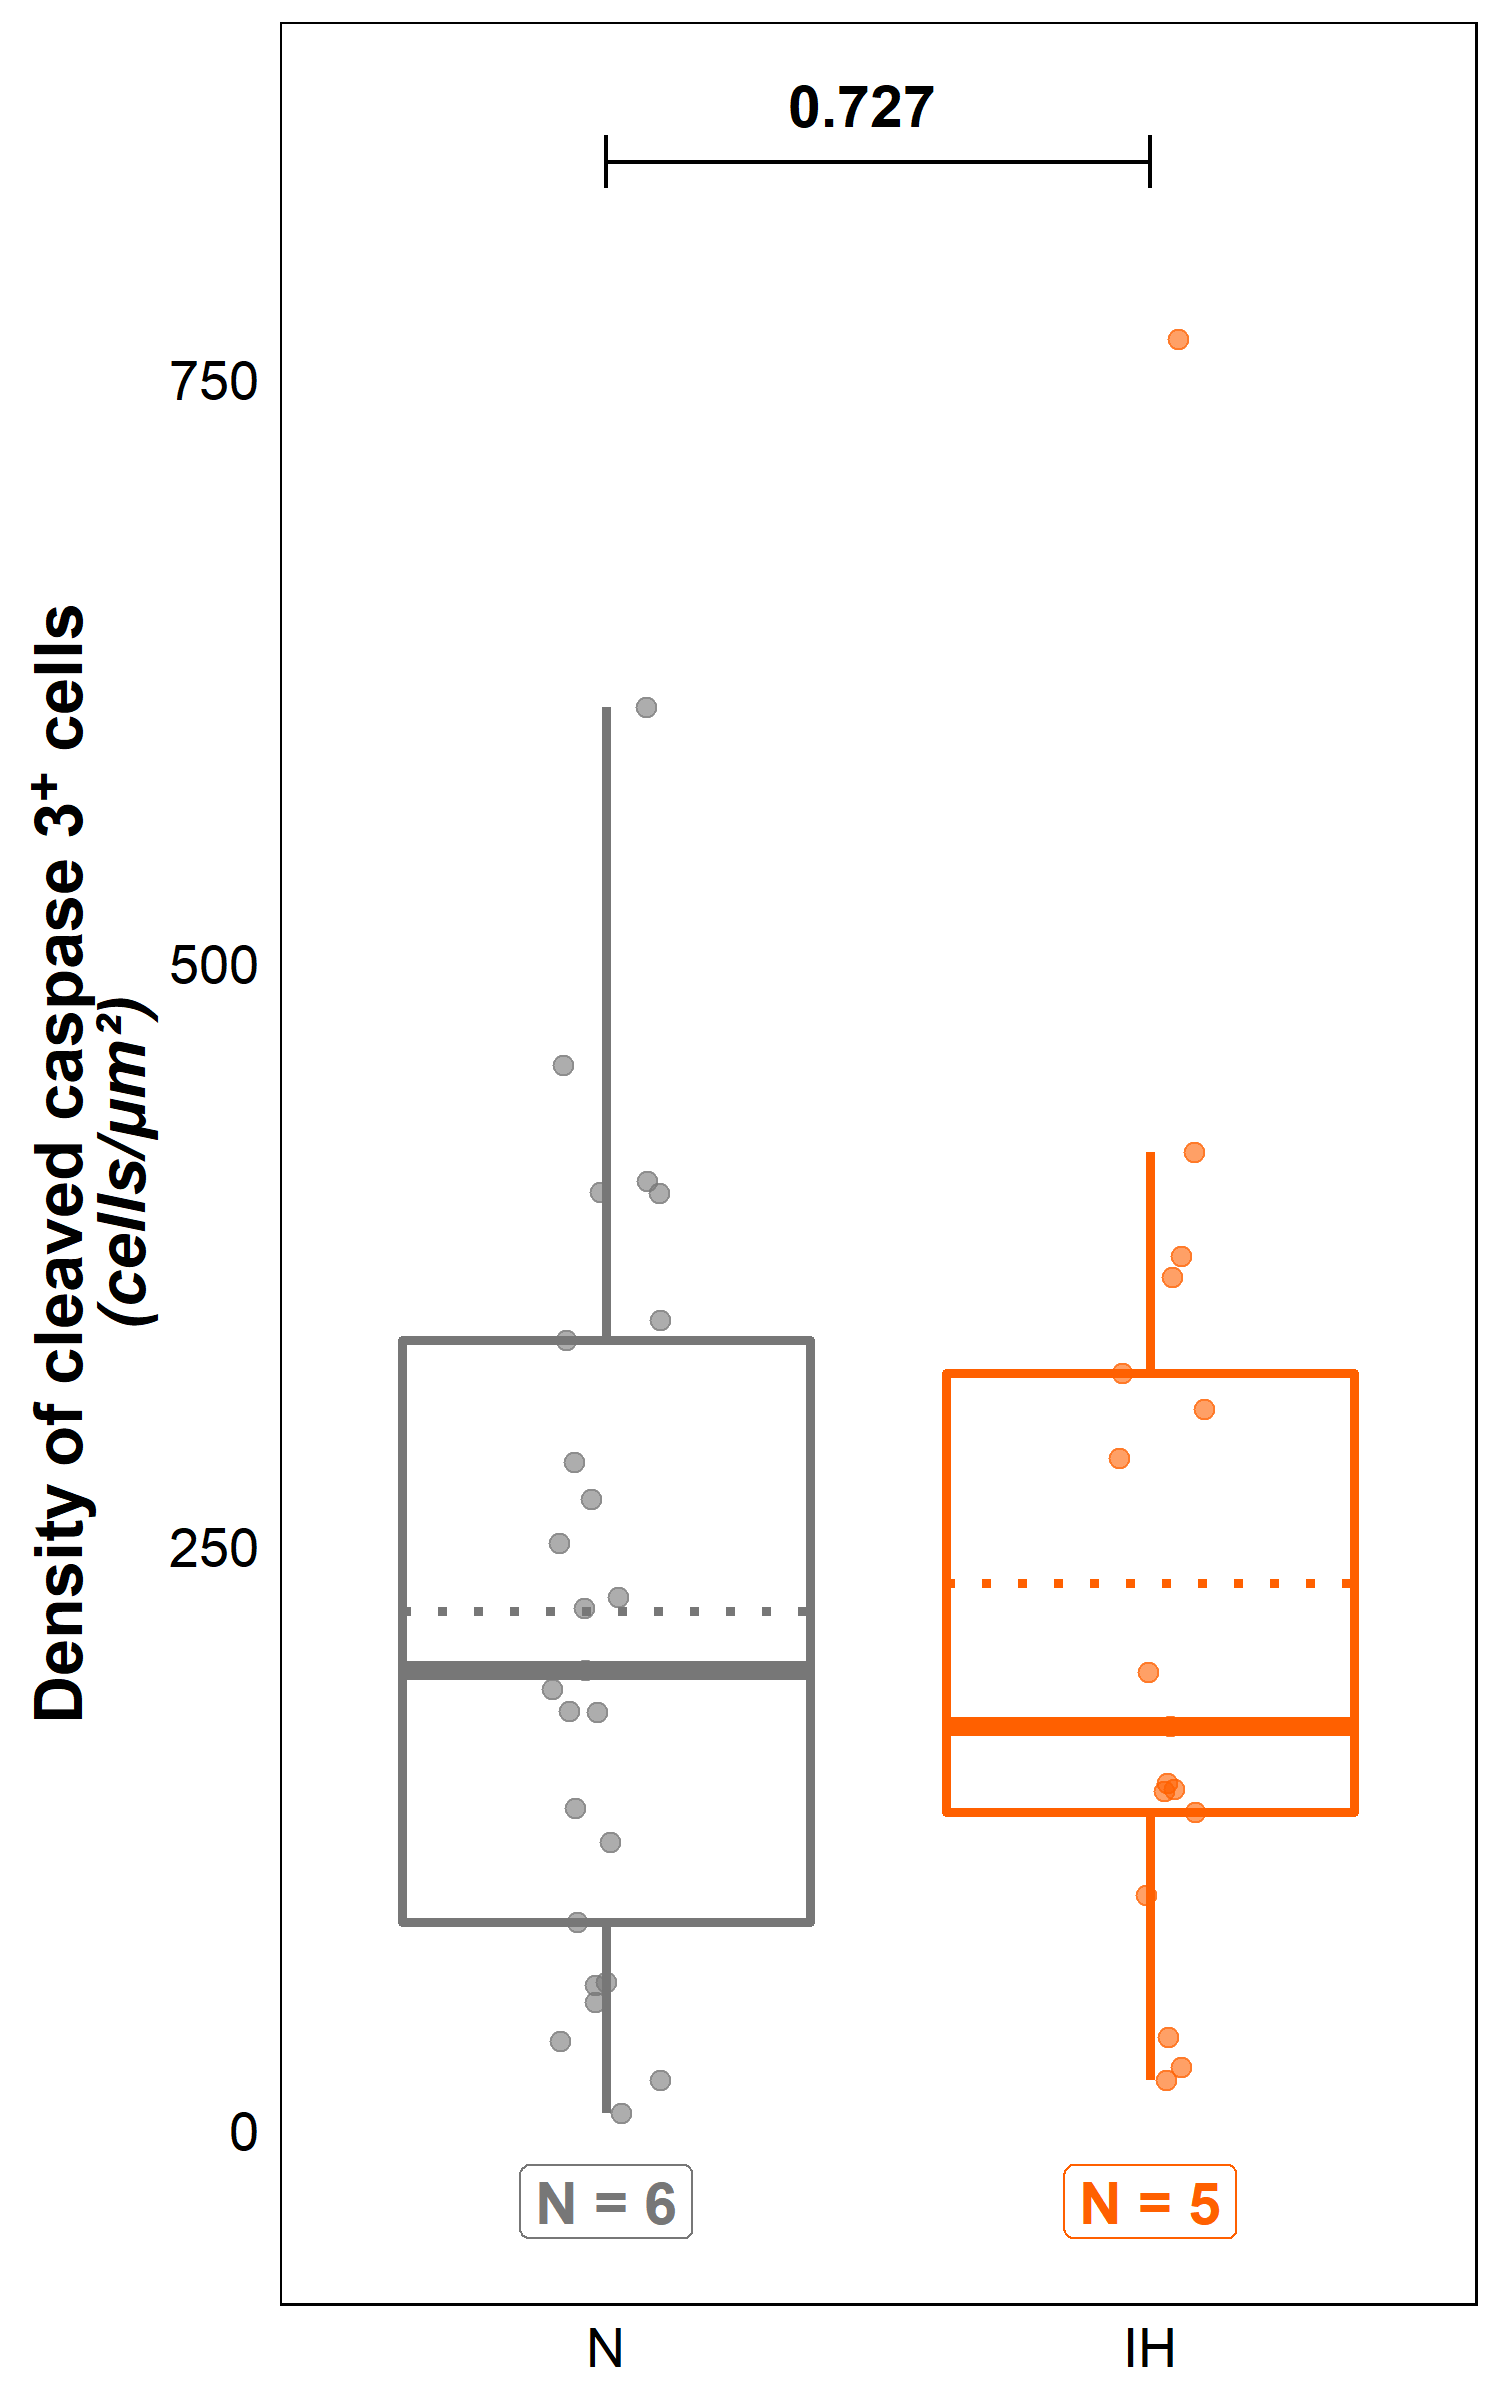 Density of cleaved caspase 3⁺ cells
(cells/µm²)
0.727
750
500
250
0
N = 6
N = 5
N
IH